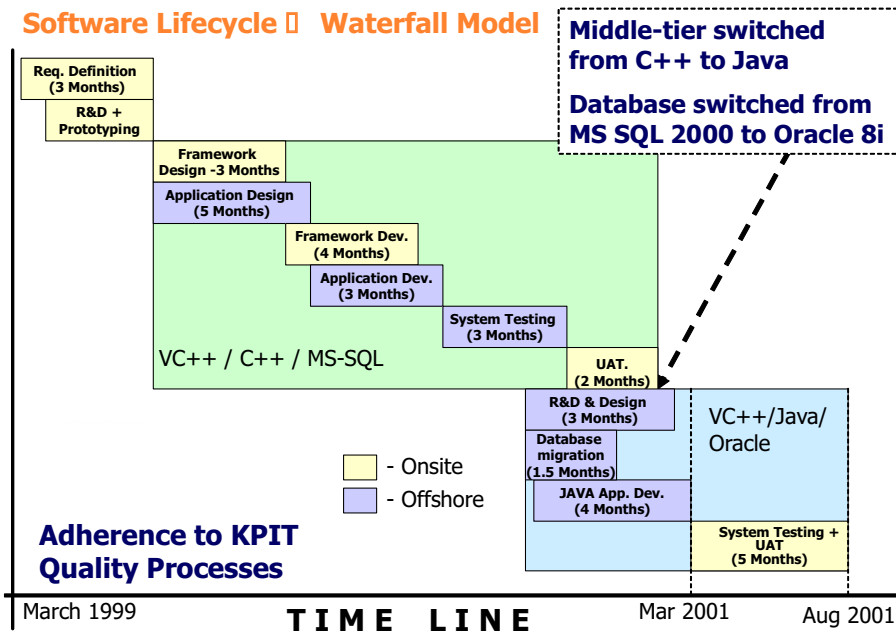 Software Lifecycle ▯ Waterfall Model
Middle-tier switched
from C++ to Java
Database switched from
MS SQL 2000 to Oracle 8i
Req. Definition
(3 Months)
R&D +
Prototyping
Framework
Design -3 Months
Application Design
(5 Months)
Framework Dev.
(4 Months)
Application Dev.
(3 Months)
System Testing
(3 Months)
VC++ / C++ / MS-SQL
UAT.
(2 Months)
R&D & Design
(3 Months)
VC++/Java/
Oracle
Database
migration
(1.5 Months)
- Onsite
- Offshore
JAVA App. Dev.
(4 Months)
System Testing +
UAT
(5 Months)
Adherence to KPIT
Quality Processes
March 1999
TIME LINE
Mar 2001
Aug 2001